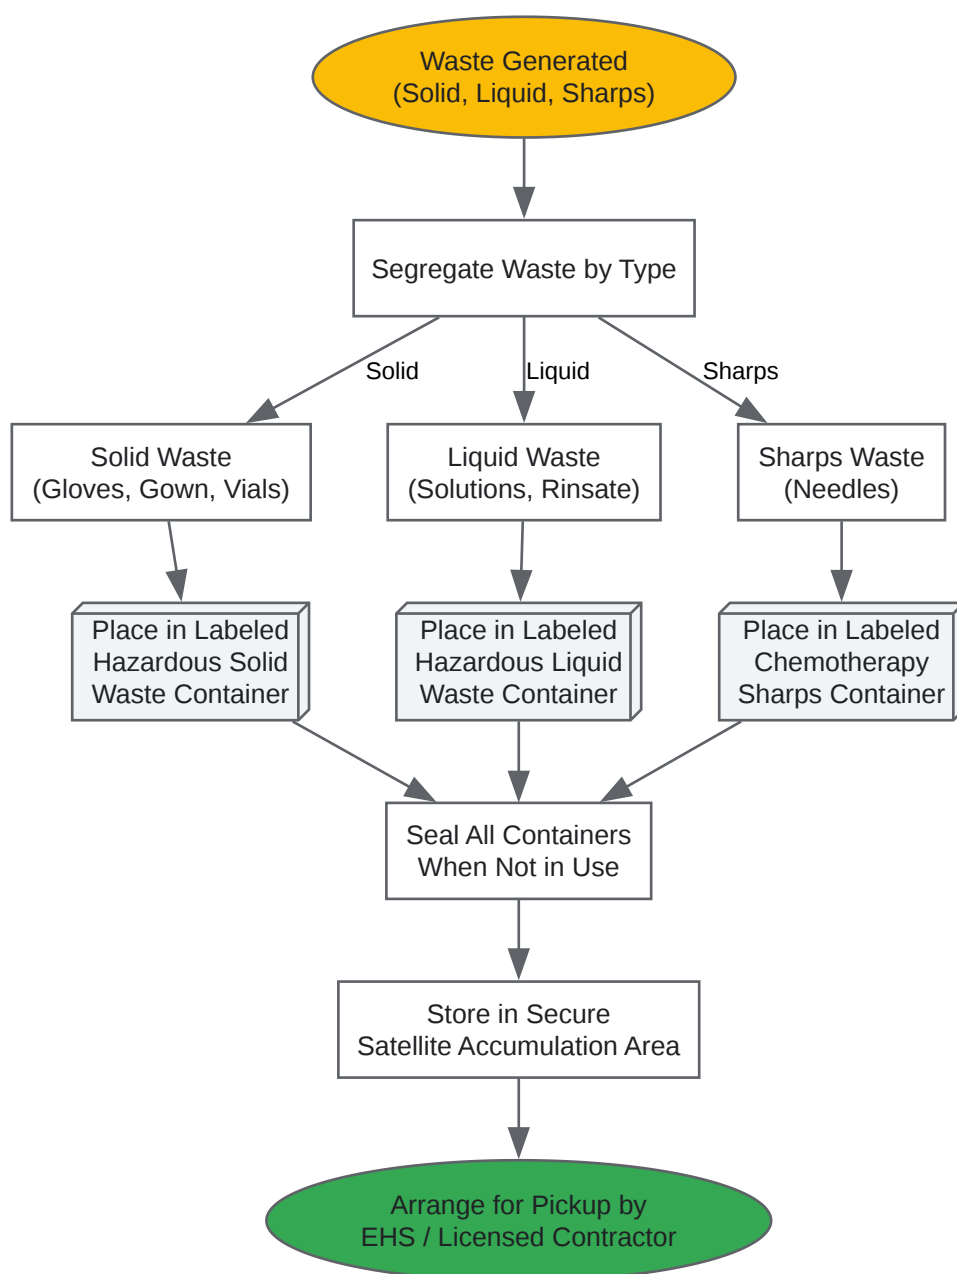 Waste Generated
(Solid, Liquid, Sharps)
Segregate Waste by Type
Solid
Liquid
Sharps
Solid Waste
(Gloves, Gown, Vials)
Liquid Waste
(Solutions, Rinsate)
Sharps Waste
(Needles)
Place in Labeled
Hazardous Solid
Waste Container
Place in Labeled
Hazardous Liquid
Waste Container
Place in Labeled
Chemotherapy
Sharps Container
Seal All Containers
When Not in Use
Store in Secure
Satellite Accumulation Area
Arrange for Pickup by
EHS / Licensed Contractor